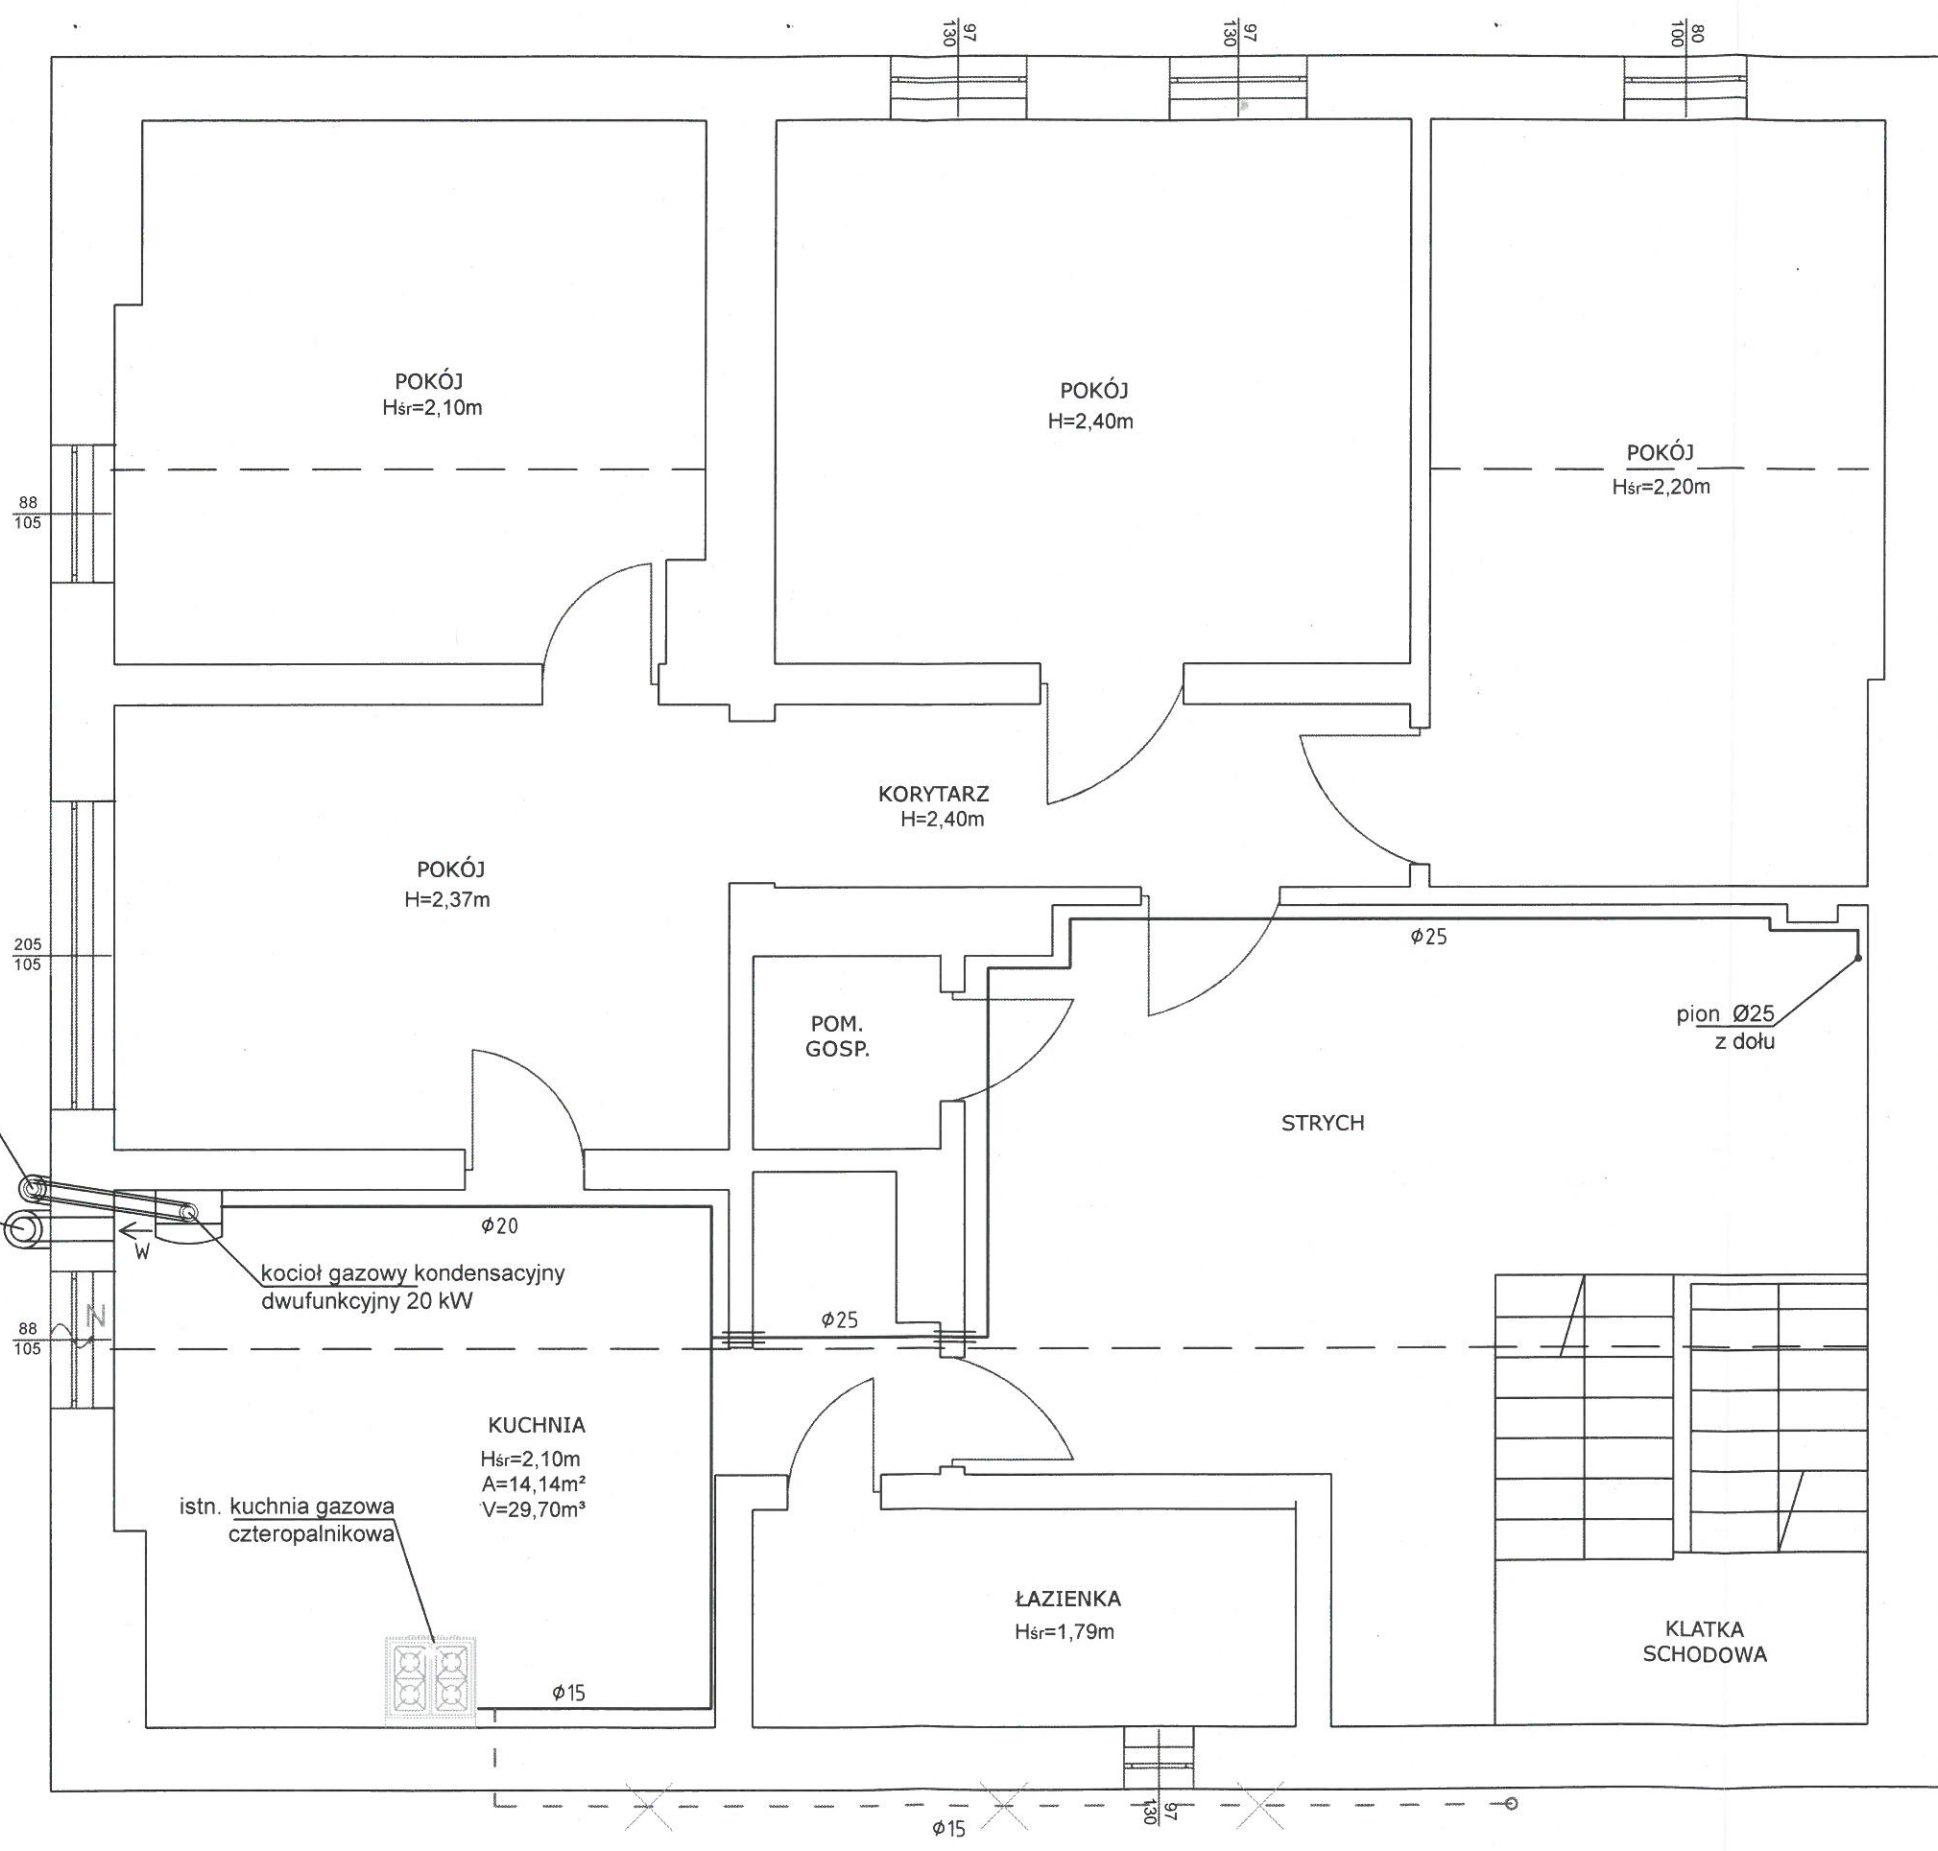 97
130
97
130
80
100
POKÓJ
Hśr=2,10m
POKÓJ
H=2,40m
POKÓJ
Hśr=2,20m
88
105
KORYTARZ
H=2,40m
POKÓJ
H=2,37m
205
105
ϕ25
pion Ø25
z dołu
POM.
GOSP.
STRYCH
ϕ20
W
kocioł gazowy kondensacyjny
dwufunkcyjny 20 kW
N
88
105
ϕ25
KUCHNIA
Hśr=2,10m
A=14,14m²
V=29,70m³
istn. kuchnia gazowa
czteropalnikowa
ŁAZIENKA
Hśr=1,79m
KLATKA
SCHODOWA
ϕ15
97
130
ϕ15